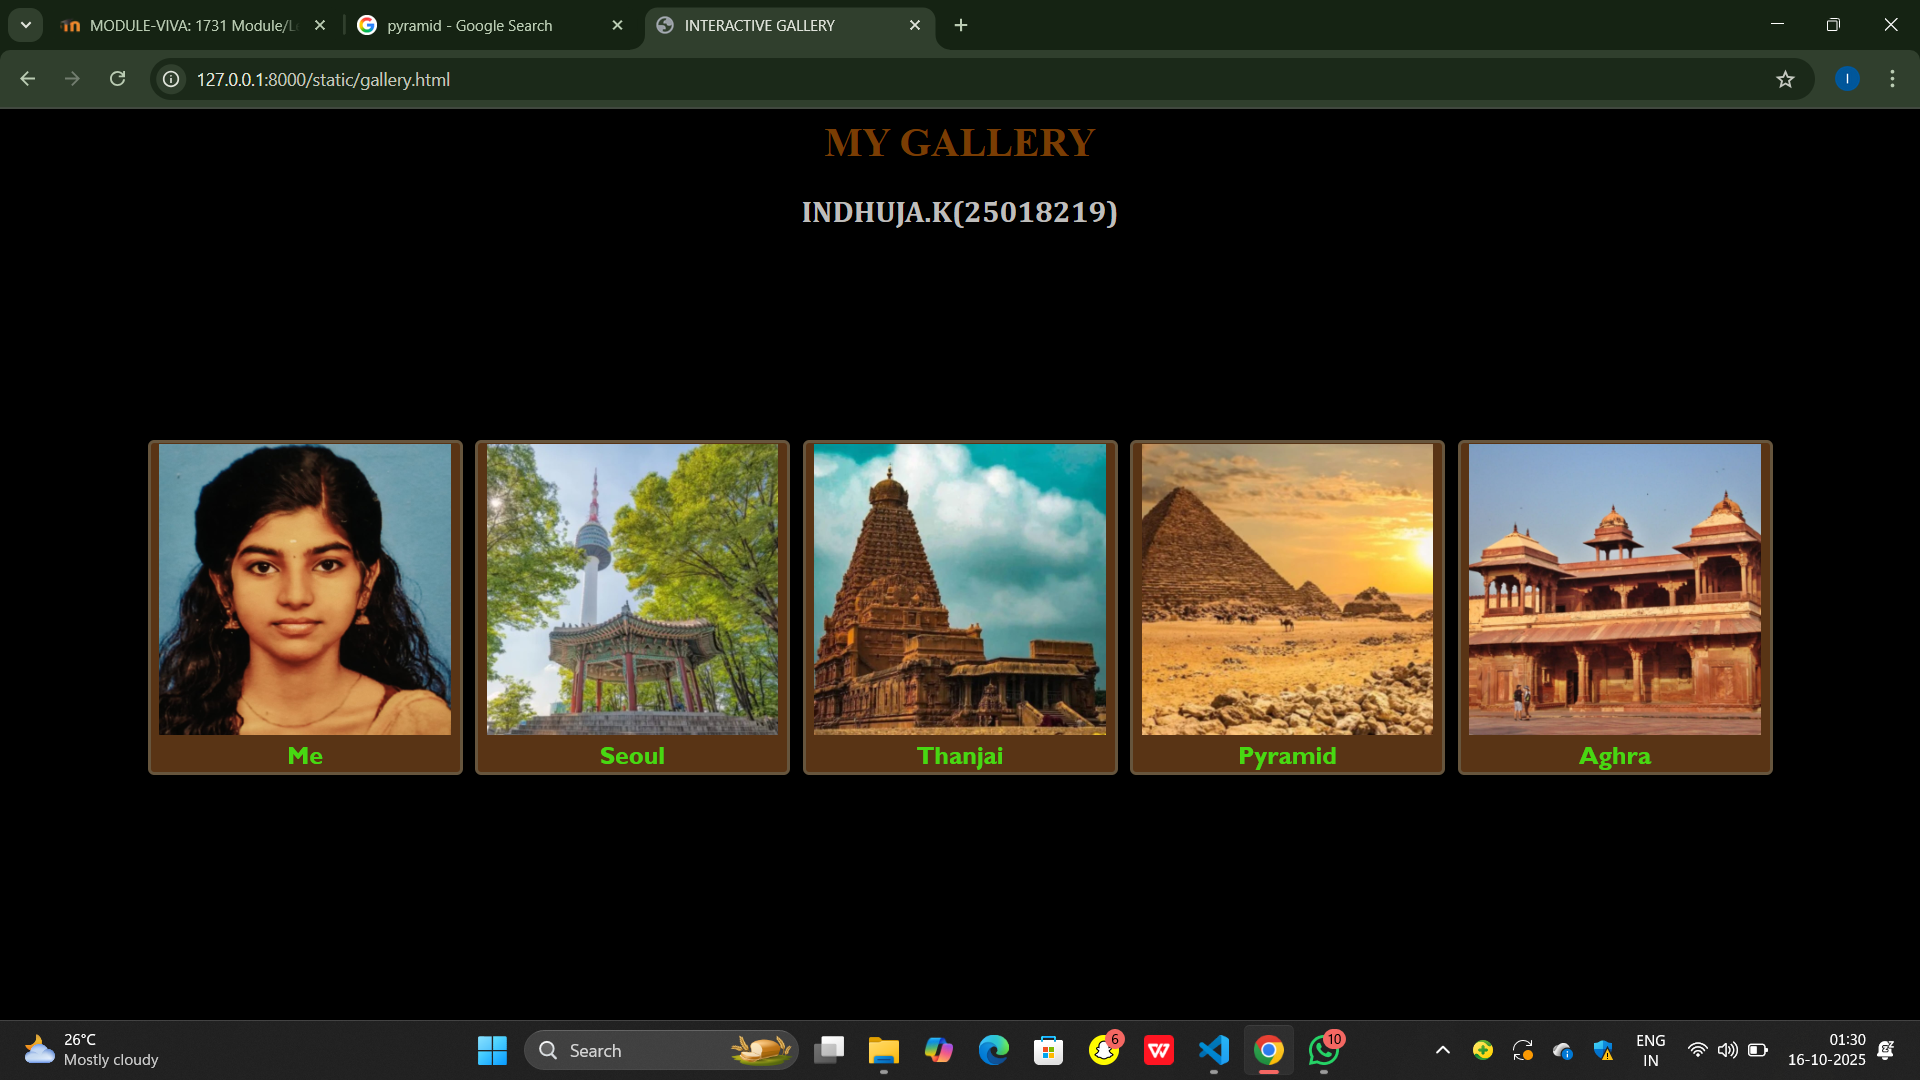 MODULE-VIVA: 1731 Module/L
pyramid - Google Search
INTERACTIVE GALLERY
127.0.0.1:8000/static/gallery.html
I
MY GALLERY
INDHUJA.K(25018219)
Me
Seoul
Thanjai
Pyramid
Aghra
26°C
Mostly cloudy
Search
6
10
ENG
IN
01:30
16-10-2025